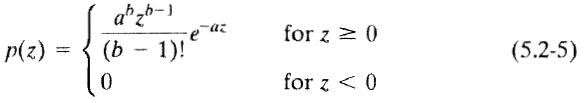 p(z) = { a^b z^(b−1) / (b − 1)! e^(−az) for z ≥ 0
0 for z < 0
(5.2-5)